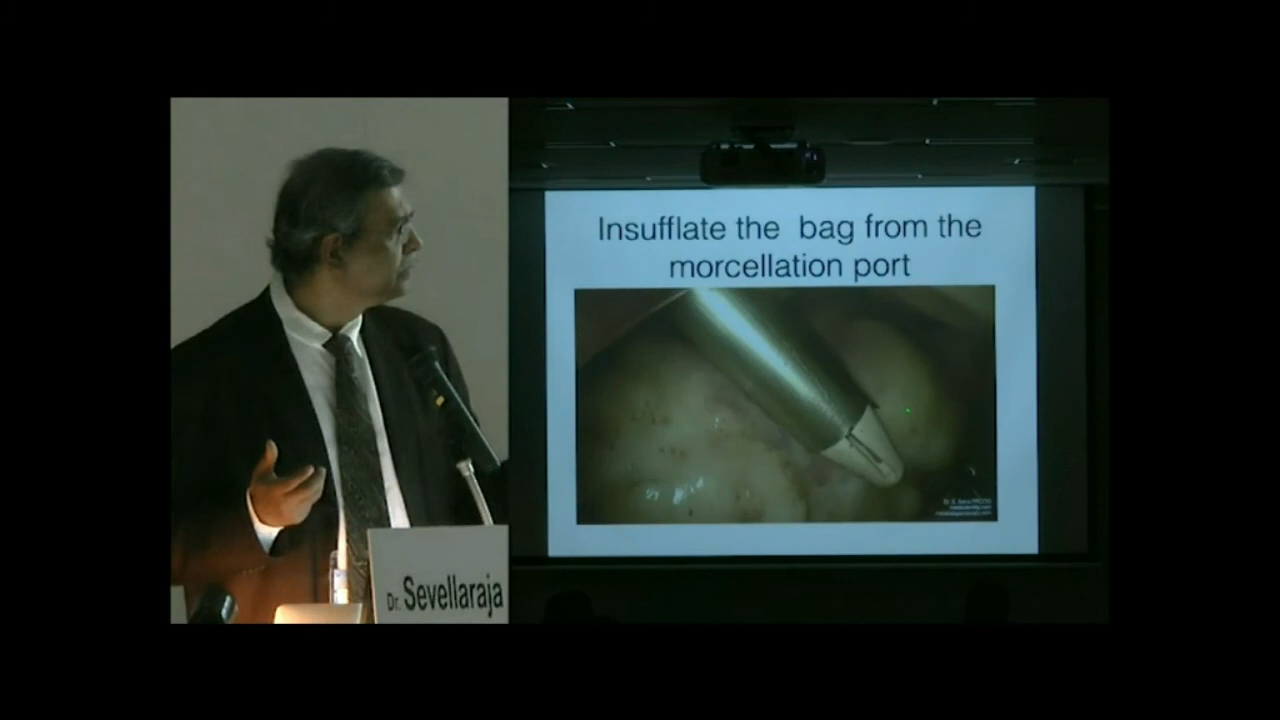 Insufflate the bag from the
morcellation port
Dr. Sevellaraja